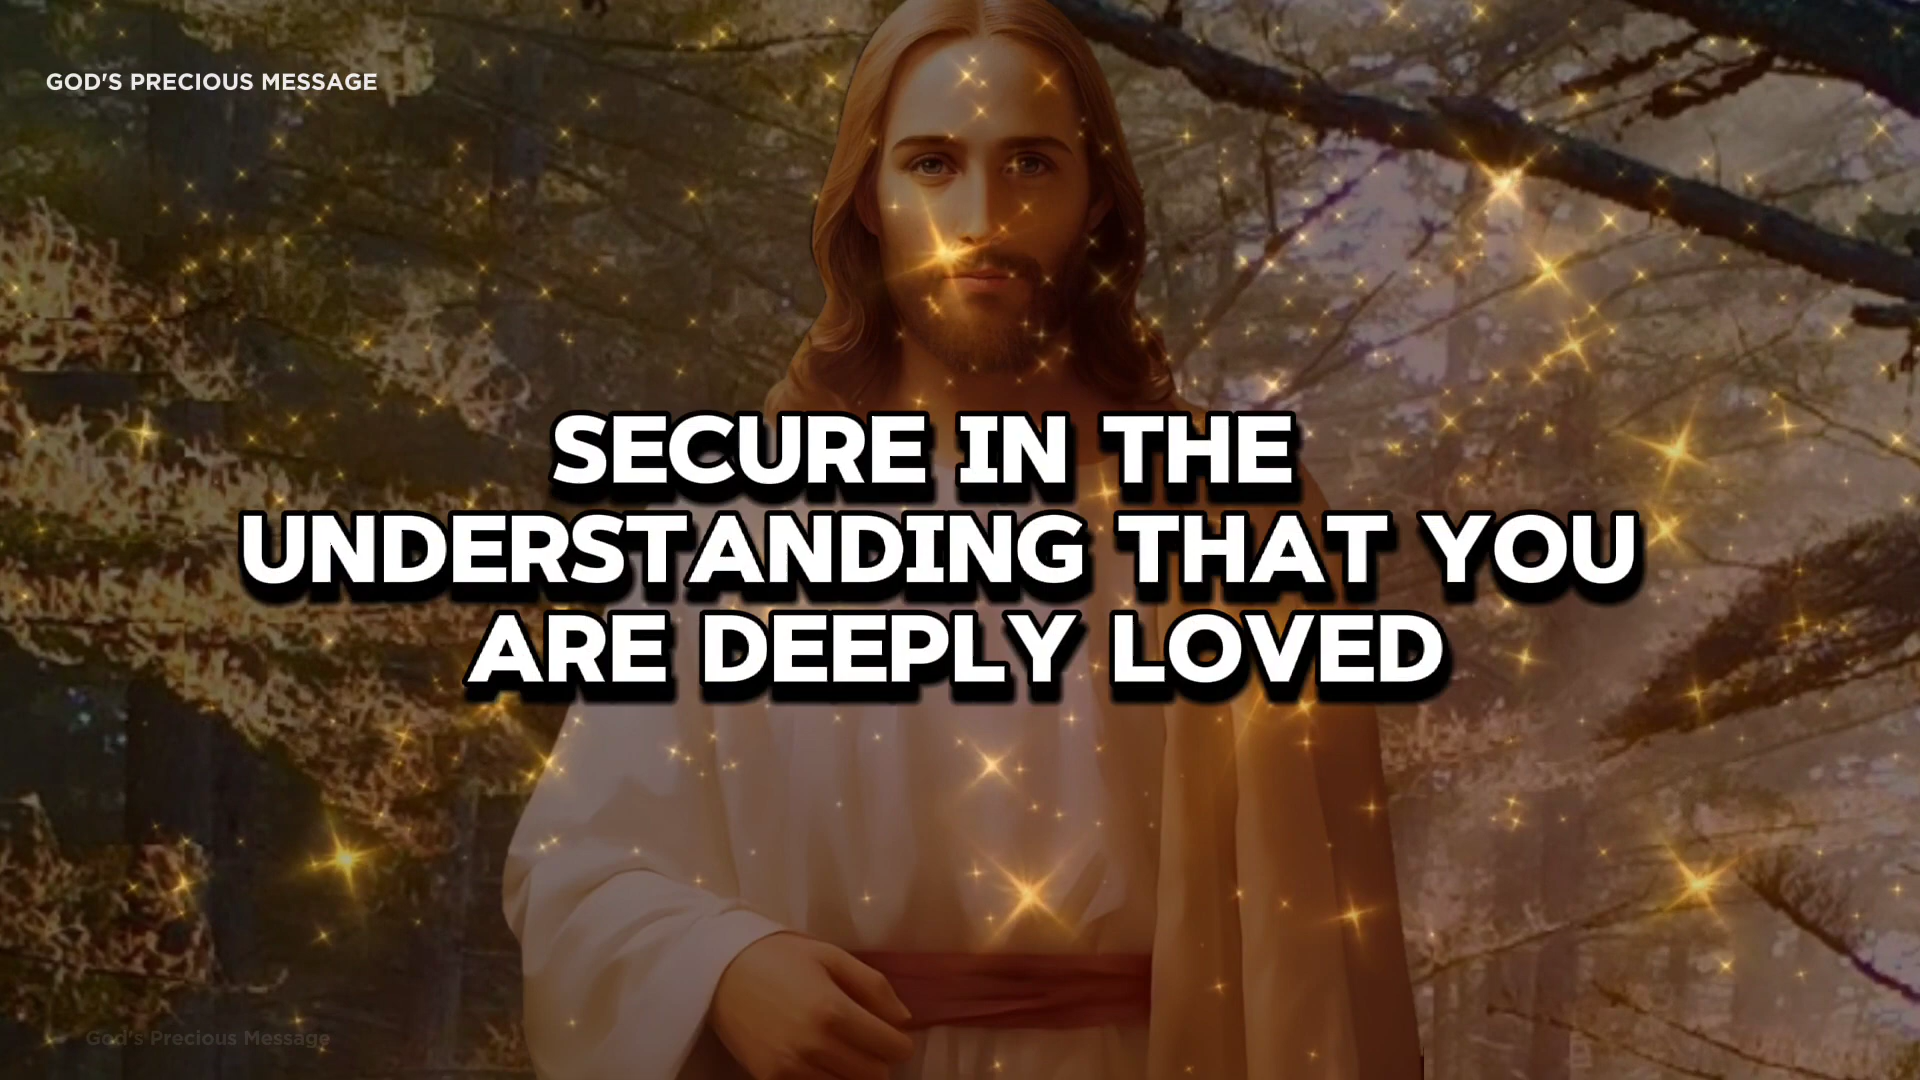 GOD'S PRECIOUS MESSAGE
SECURE IN THE
UNDERSTANDING THAT YOU
ARE DEEPLY LOVED
God's Precious Message